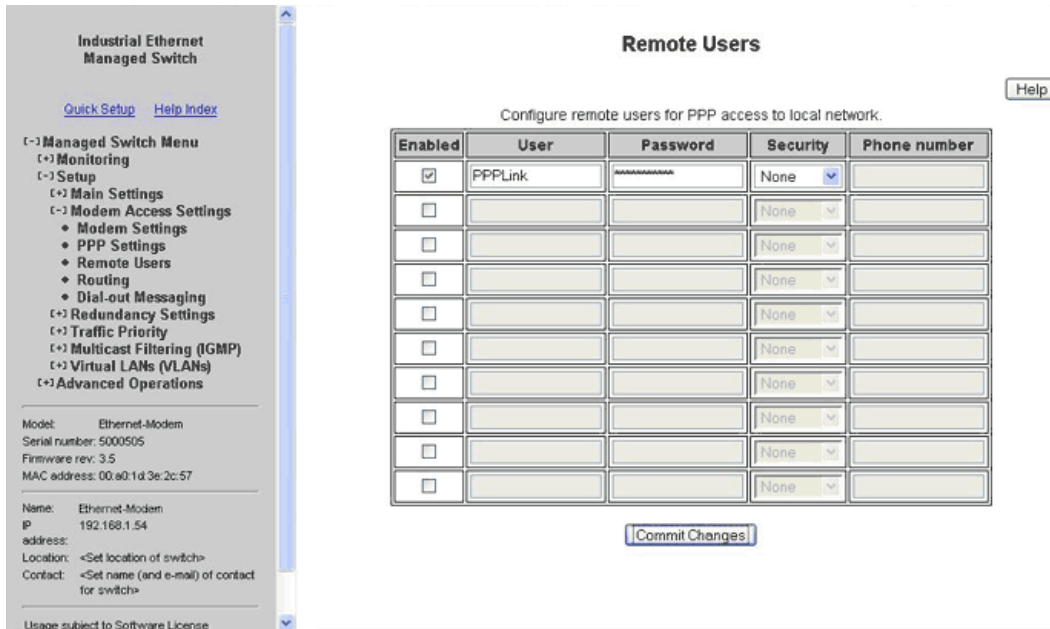 Industrial Ethernet
Managed Switch
Quick Setup Help Index
[-] Managed Switch Menu
[+] Monitoring
[-] Setup
[+] Main Settings
[-] Modem Access Settings
Modem Settings
PPP Settings
Remote Users
Routing
Dial-out Messaging
[+] Redundancy Settings
[+] Traffic Priority
[+] Multicast Filtering (IGMP)
[+] Virtual LANs (VLANs)
[+] Advanced Operations
Model: Ethernet-Modem
Serial number: 5000505
Firmware rev: 3.5
MAC address: 00:a0:1d:3e:2c:57
Name: Ethernet-Modem
IP address: 192.168.1.54
Location: <Set location of switch>
Contact: <Set name (and e-mail) of contact
for switch>
Usage subject to Software License
Remote Users
Help
Configure remote users for PPP access to local network.
Enabled User Password Security Phone number
PPPLink None
None
None
None
None
None
None
None
None
None
Commit Changes